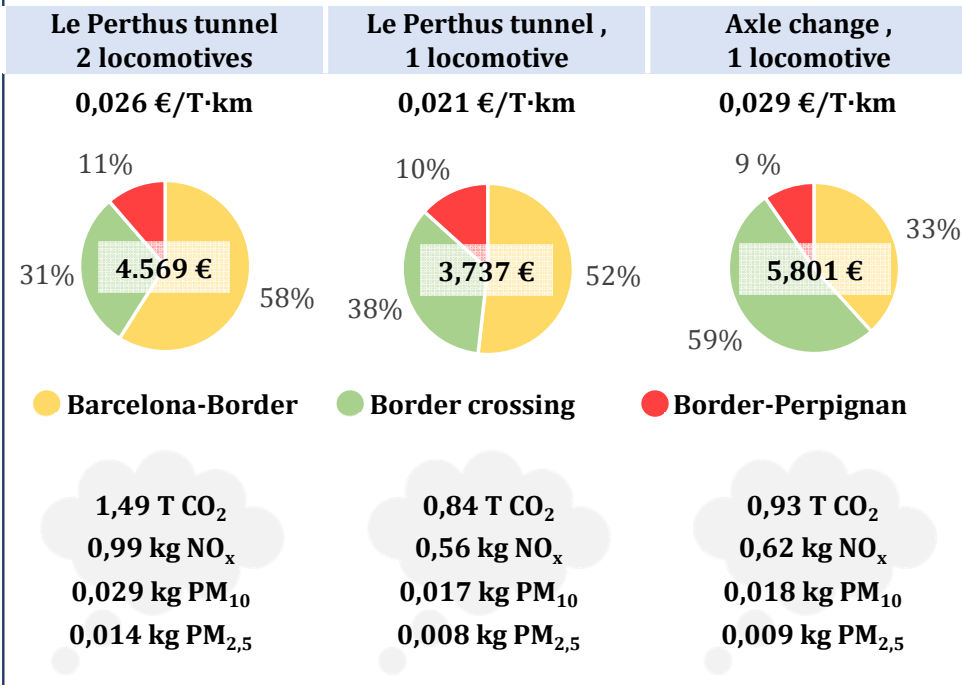 Le Perthus tunnel
2 locomotives
Le Perthus tunnel ,
1 locomotive
Axle change ,
1 locomotive
0,026 €/T·km
0,021 €/T·km
0,029 €/T·km
11%
31%
4.569 €
58%
10%
38%
3,737 €
52%
9 %
33%
5,801 €
59%
Barcelona-Border
Border crossing
Border-Perpignan
1,49 T CO₂
0,99 kg NOₓ
0,029 kg PM₁₀
0,014 kg PM₂,₅
0,84 T CO₂
0,56 kg NOₓ
0,017 kg PM₁₀
0,008 kg PM₂,₅
0,93 T CO₂
0,62 kg NOₓ
0,018 kg PM₁₀
0,009 kg PM₂,₅